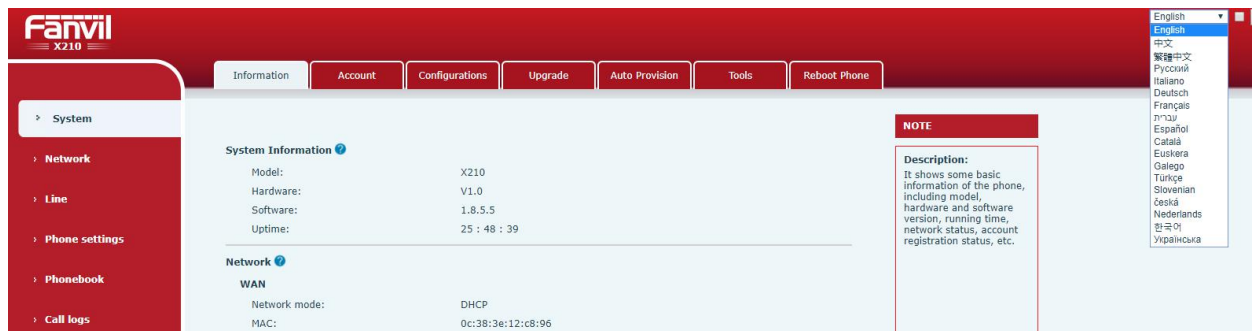 Fanvil
X210
English
English
中文
繁體中文
Русский
Italiano
Deutsch
Français
עברית
Español
Català
Euskera
Galego
Türkçe
Slovenian
česká
Nederlands
한국어
Українська
Information Account Configurations Upgrade Auto Provision Tools Reboot Phone
› System
› Network
› Line
› Phone settings
› Phonebook
› Call logs
System Information ?
Model: X210
Hardware: V1.0
Software: 1.8.5.5
Uptime: 25 : 48 : 39
Network ?
WAN
Network mode: DHCP
MAC: 0c:38:3e:12:c8:96
NOTE
Description:
It shows some basic
information of the phone,
including model,
hardware and software
version, running time,
network status, account
registration status, etc.